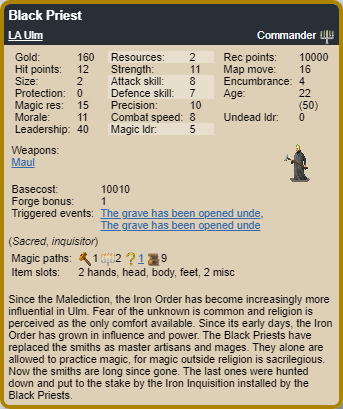 Black Priest
LA Ulm Commander
Gold: 160 Resources: 2 Rec points: 10000
Hit points: 12 Strength: 11 Map move: 16
Size: 2 Attack skill: 8 Encumbrance: 4
Protection: 0 Defence skill: 7 Age: 22
Magic res: 15 Precision: 10 (50)
Morale: 11 Combat speed: 8 Undead ldr: 0
Leadership: 40 Magic ldr: 5
Weapons:
Maul
Basecost: 10010
Forge bonus: 1
Triggered events: The grave has been opened unde,
The grave has been opened unde
(Sacred, inquisitor)
Magic paths: 1 2 ? 1 9
Item slots: 2 hands, head, body, feet, 2 misc
Since the Malediction, the Iron Order has become increasingly more
influential in Ulm. Fear of the unknown is common and religion is
perceived as the only comfort available. Since its early days, the Iron
Order has grown in influence and power. The Black Priests have
replaced the smiths as master artisans and mages. They alone are
allowed to practice magic, for magic outside religion is sacrilegious.
Now the smiths are long since gone. The last ones were hunted
down and put to the stake by the Iron Inquisition installed by the
Black Priests.